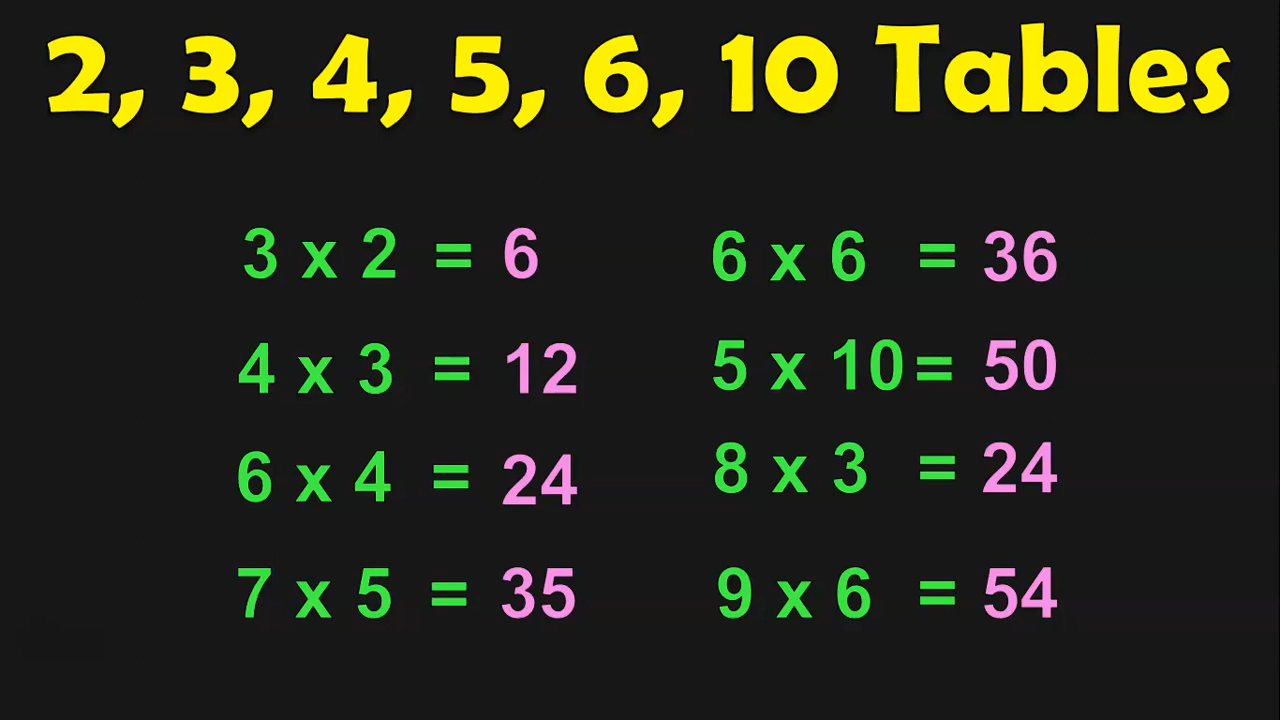 2, 3, 4, 5, 6, 10 Tables
3 x 2 = 6
4 x 3 = 12
6 x 4 = 24
7 x 5 = 35
6 x 6 = 36
5 x 10 = 50
8 x 3 = 24
9 x 6 = 54